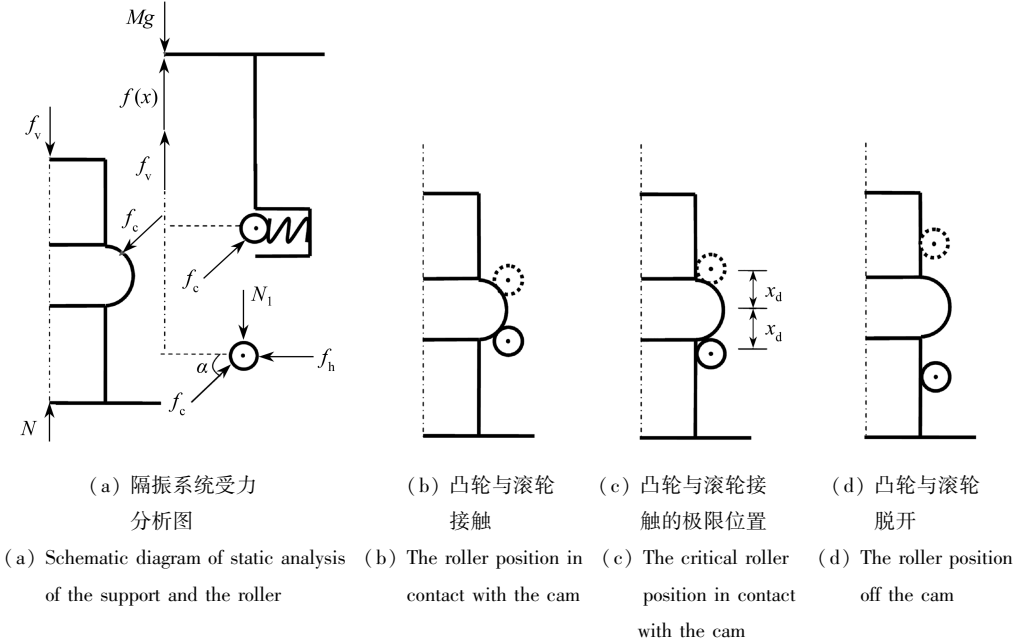 Mg
f(x)
f_v
f_v
f_c
f_c
N_1
α
f_h
f_c
N
x_d
x_d
(a) 隔振系统受力
分析图
(b) 凸轮与滚轮
接触
(c) 凸轮与滚轮接
触的极限位置
(d) 凸轮与滚轮
脱开
(a) Schematic diagram of static analysis
of the support and the roller
(b) The roller position in
contact with the cam
(c) The critical roller
position in contact
with the cam
(d) The roller position
off the cam